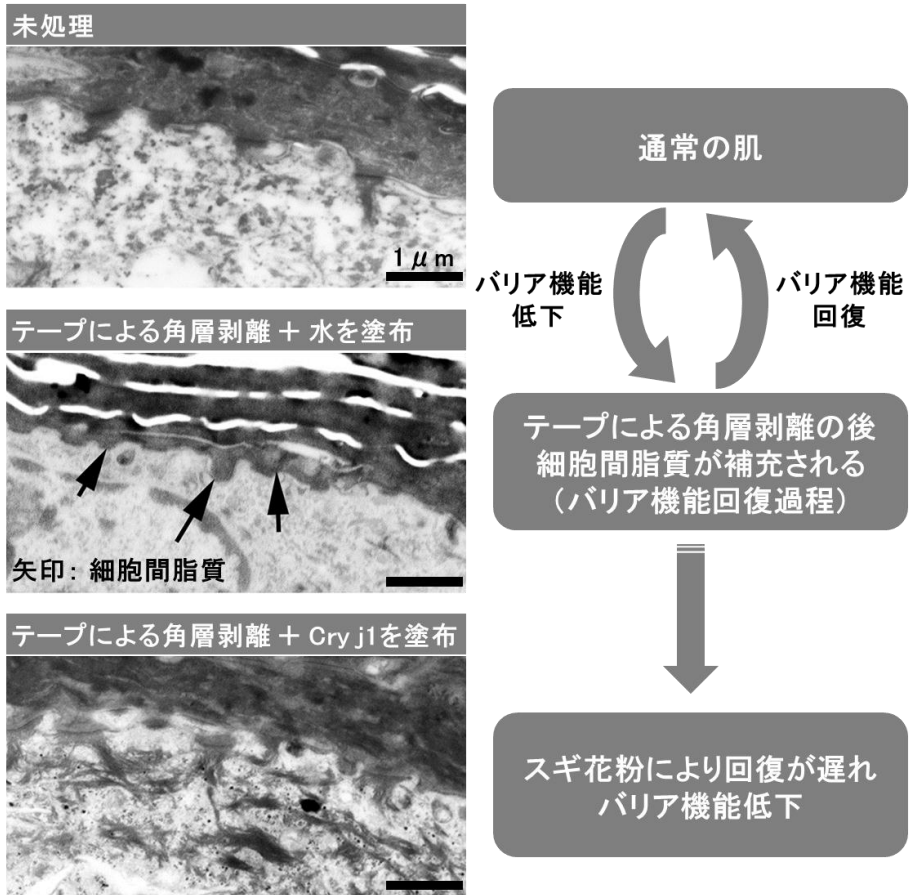 未処理
1μm
テープによる角層剥離 + 水を塗布
矢印: 細胞間脂質
テープによる角層剥離 + Cry j1を塗布
通常の肌
バリア機能
低下
バリア機能
回復
テープによる角層剥離の後
細胞間脂質が補充される
（バリア機能回復過程）
スギ花粉により回復が遅れ
バリア機能低下